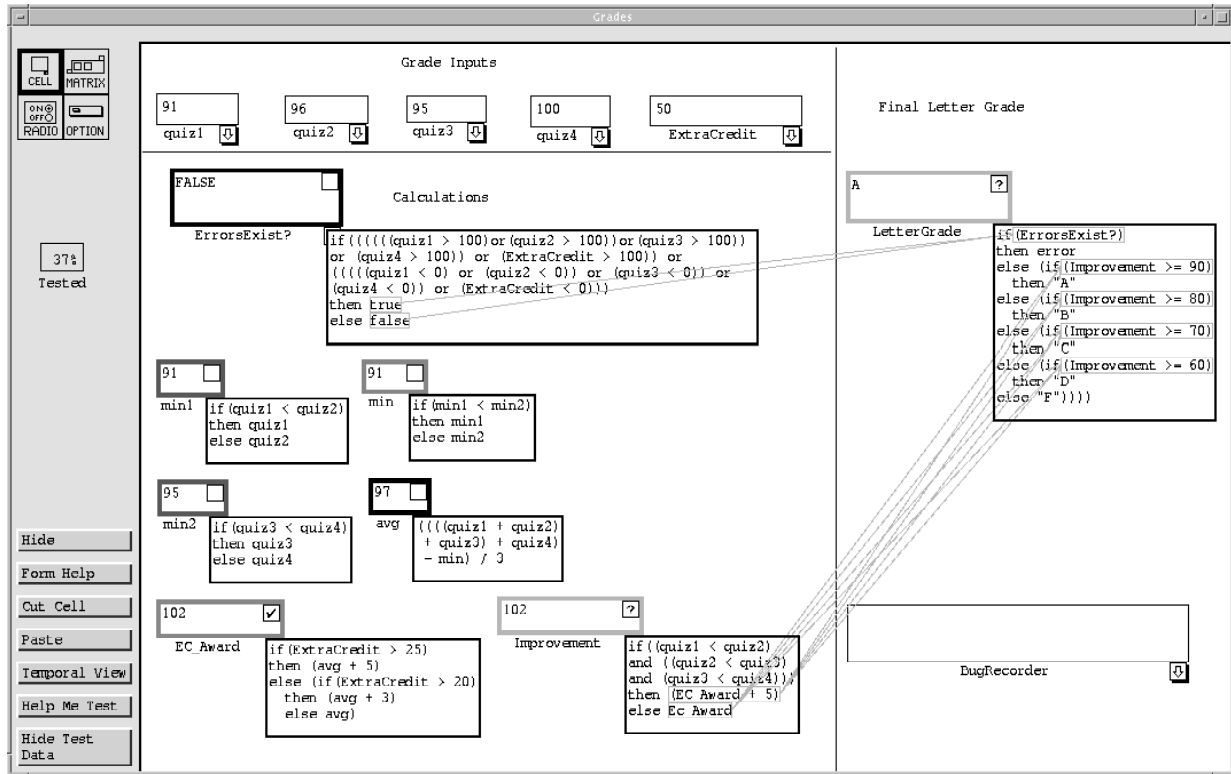 Grades
CELL
MATRIX
ON
OFF
RADIO
OPTION
37%
Tested
Hide
Form Help
Cut Cell
Paste
Temporal View
Help Me Test
Hide Test
Data
Grade Inputs
91
quiz1
96
quiz2
95
quiz3
100
quiz4
50
ExtraCredit
Calculations
FALSE
ErrorsExist?
if((((((quiz1 > 100)or(quiz2 > 100))or(quiz3 > 100))
or (quiz4 > 100)) or (ExtraCredit > 100)) or
(((((quiz1 < 0) or (quiz2 < 0)) or (quiz3 < 0)) or
(quiz4 < 0)) or (ExtraCredit < 0)))
then true
else false
91
min1
if(quiz1 < quiz2)
then quiz1
else quiz2
91
min
if(min1 < min2)
then min1
else min2
95
min2
if(quiz3 < quiz4)
then quiz3
else quiz4
97
avg
((((quiz1 + quiz2)
+ quiz3) + quiz4)
- min) / 3
102
EC_Award
if(ExtraCredit > 25)
then (avg + 5)
else (if(ExtraCredit > 20)
then (avg + 3)
else avg)
102
?
Improvement
if((quiz1 < quiz2)
and ((quiz2 < quiz3)
and (quiz3 < quiz4)))
then (EC Award + 5)
else Ec Award
Final Letter Grade
A
?
LetterGrade
if(ErrorsExist?)
then error
else (if(Improvement >= 90)
then "A"
else (if(Improvement >= 80)
then "B"
else (if(Improvement >= 70)
then "C"
else (if(Improvement >= 60)
then "D"
else "F"))))
BugRecorder